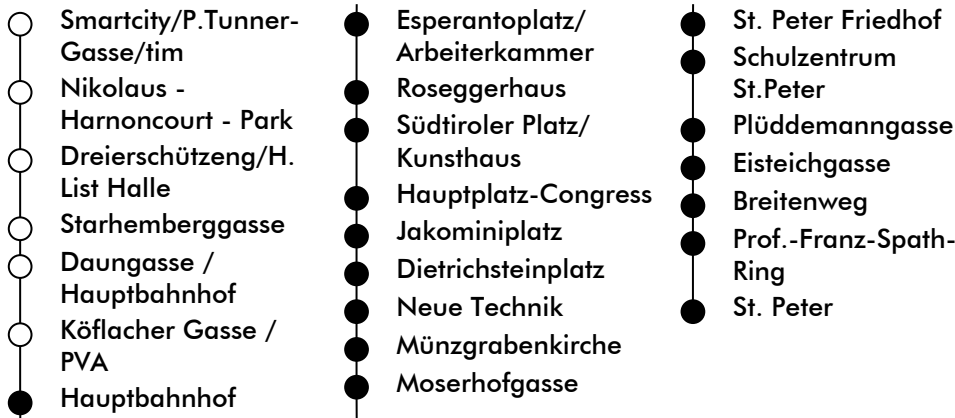 Smartcity/P.Tunner-
Gasse/tim
Nikolaus -
Harnoncourt - Park
Dreierschützeng/H.
List Halle
Starhemberggasse
Daungasse /
Hauptbahnhof
Köflacher Gasse /
PVA
Hauptbahnhof
Esperantoplatz/
Arbeiterkammer
Roseggerhaus
Südtiroler Platz/
Kunsthaus
Hauptplatz-Congress
Jakominiplatz
Dietrichsteinplatz
Neue Technik
Münzgrabenkirche
Moserhofgasse
St. Peter Friedhof
Schulzentrum
St.Peter
Plüddemanngasse
Eisteichgasse
Breitenweg
Prof.-Franz-Spath-
Ring
St. Peter